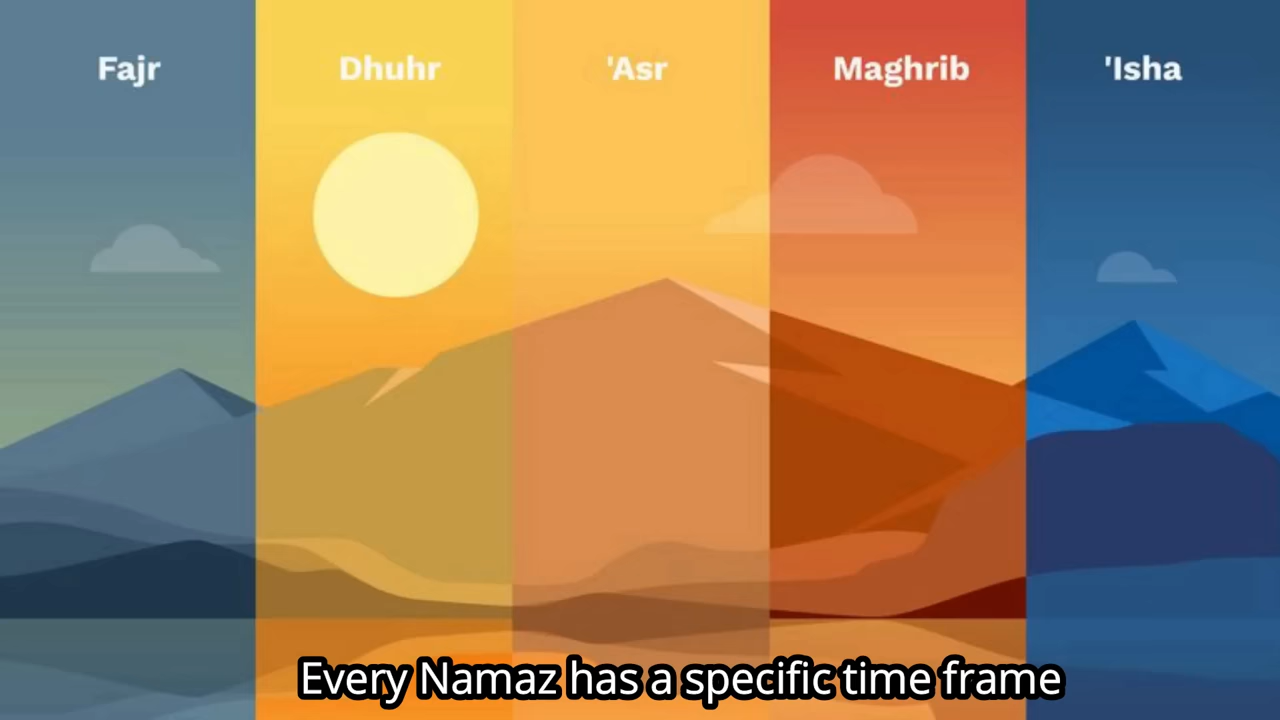 Fajr
Dhuhr
'Asr
Maghrib
'Isha
Every Namaz has a specific time frame